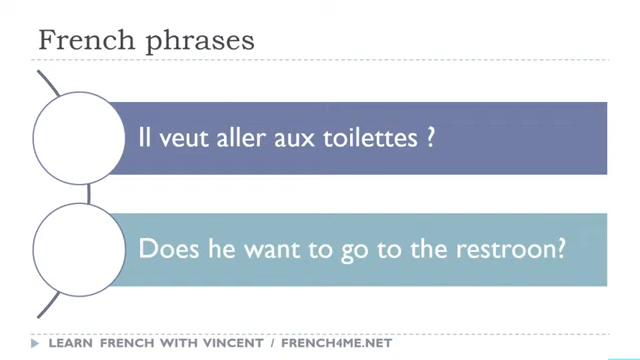 French phrases
Il veut aller aux toilettes ?
Does he want to go to the restroon?
LEARN FRENCH WITH VINCENT / FRENCH4ME.NET